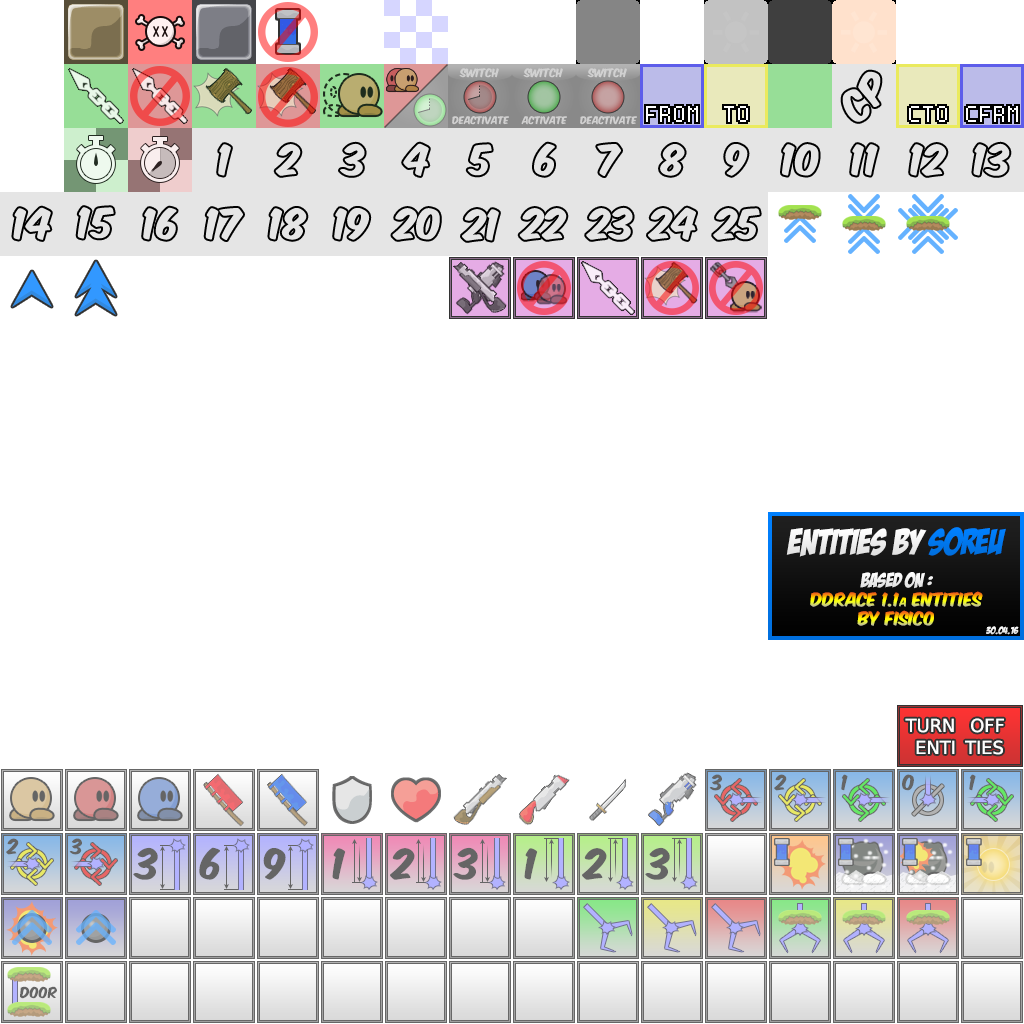 SWITCH SWITCH SWITCH
DEACTIVATE ACTIVATE DEACTIVATE
FROM TO CP CTO CFRM
1 2 3 4 5 6 7 8 9 10 11 12 13
14 15 16 17 18 19 20 21 22 23 24 25
ENTITIES BY SOREU
BASED ON :
DDRACE 1.1A ENTITIES
BY FISICO
30.04.16
TURN OFF
ENTI TIES
3 2 1 0 1
2 3 3 6 9 1 2 3 1 2 3
DOOR